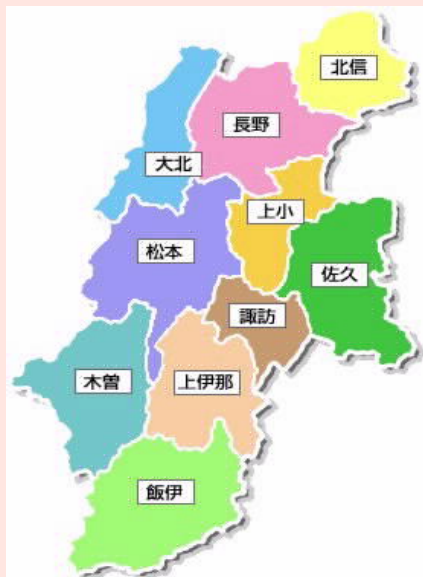 北信
長野
大北
上小
松本
佐久
諏訪
木曽
上伊那
飯伊